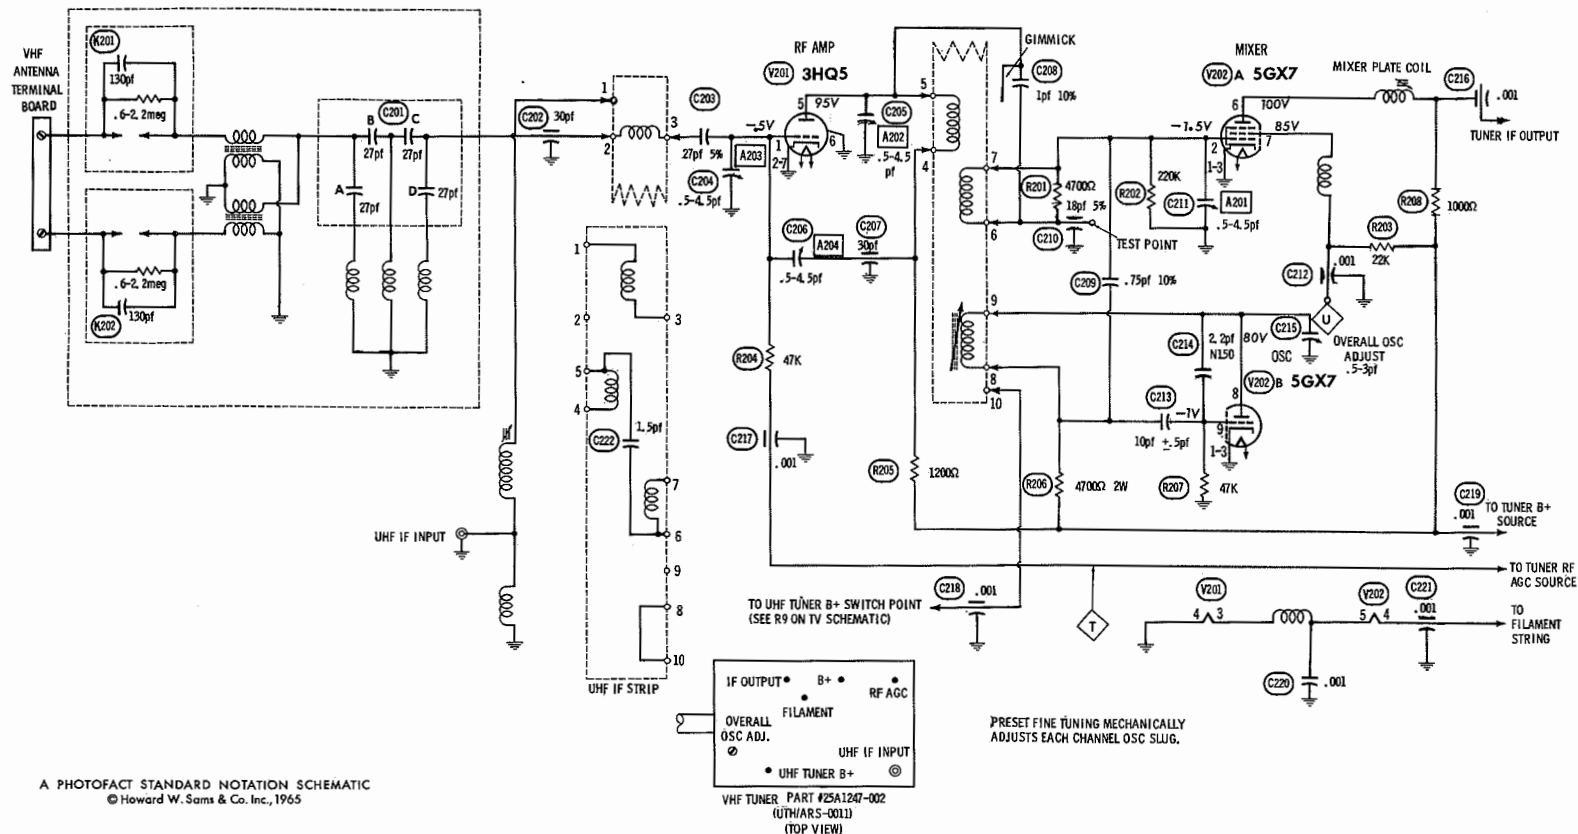 VHF
ANTENNA
TERMINAL
BOARD
K201
130pf
.6-2.2meg
.6-2.2meg
130pf
K202
C201
B
C
27pf
27pf
A
27pf
D
27pf
C202
30pf
1
2
3
C203
27pf 5%
A203
C204
.5-4.5pf
-.5V
RF AMP
V201
3HQ5
5
95V
1
2-7
6
C205
A202
.5-4.5
pf
C206
A204
.5-4.5pf
C207
30pf
R204
47K
C217
.001
R205
1200Ω
5
4
7
6
9
8
10
GIMMICK
C208
1pf 10%
R201
4700Ω
18pf 5%
C210
TEST POINT
C209
.75pf 10%
R202
220K
C211
A201
.5-4.5pf
MIXER
V202 A
5GX7
6
100V
-1.5V
85V
2
7
1-3
MIXER PLATE COIL
C216
.001
TUNER IF OUTPUT
R208
1000Ω
R203
22K
C212
.001
U
C214
2.2pf
N150
80V
C215
OSC
OVERALL OSC
ADJUST
.5-3pf
V202 B
5GX7
8
9
1-3
C213
-1V
10pf ±.5pf
R206
4700Ω 2W
R207
47K
C219
.001
TO TUNER B+
SOURCE
TO TUNER RF
AGC SOURCE
UHF IF INPUT
1
2
3
5
4
C222
1.5pf
7
6
9
8
10
UHF IF STRIP
TO UHF TUNER B+ SWITCH POINT
(SEE R9 ON TV SCHEMATIC)
C218
.001
T
V201
4
3
V202
5
4
C221
.001
TO
FILAMENT
STRING
C220
.001
IF OUTPUT
B+
RF AGC
FILAMENT
OVERALL
OSC ADJ.
UHF IF INPUT
UHF TUNER B+
VHF TUNER PART #25A1247-002
(UTH/ARS-0011)
(TOP VIEW)
PRESET FINE TUNING MECHANICALLY
ADJUSTS EACH CHANNEL OSC SLUG.
A PHOTOFACT STANDARD NOTATION SCHEMATIC
© Howard W. Sams & Co. Inc., 1965